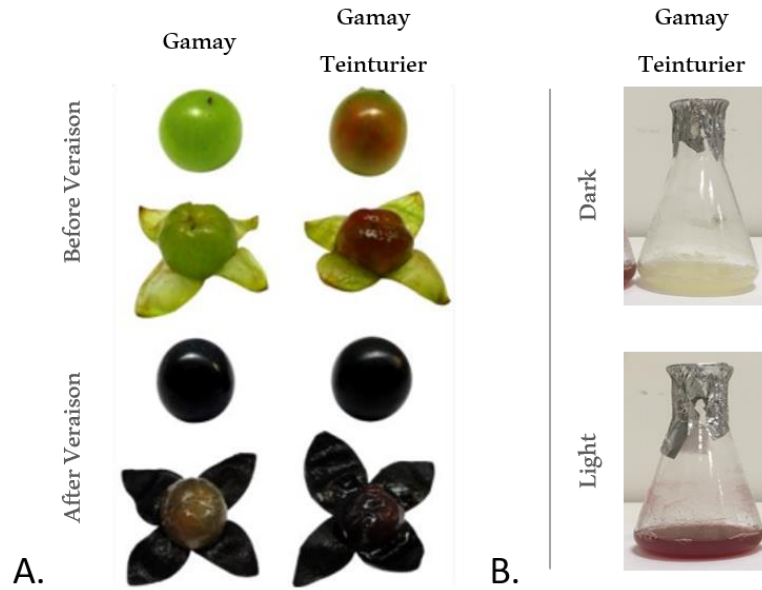 Gamay
Gamay
Teinturier
Before Veraison
After Veraison
A.
Gamay
Teinturier
Dark
Light
B.